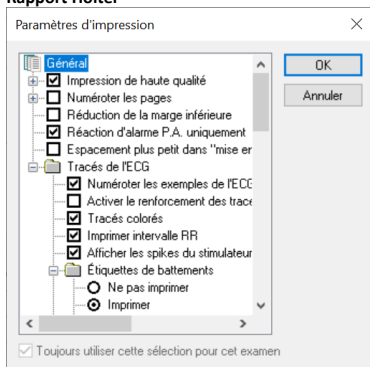 Rapport Holter
Paramètres d'impression
Général
OK
Impression de haute qualité
Annuler
Numéroter les pages
Réduction de la marge inférieure
Réaction d'alarme P.A. uniquement
Espacement plus petit dans "mise er
Tracés de l'ECG
Numéroter les exemples de l'ECG
Activer le renforcement des trace
Tracés colorés
Imprimer intervalle RR
Afficher les spikes du stimulateur
Étiquettes de battements
Ne pas imprimer
Imprimer
Toujours utiliser cette sélection pour cet examen